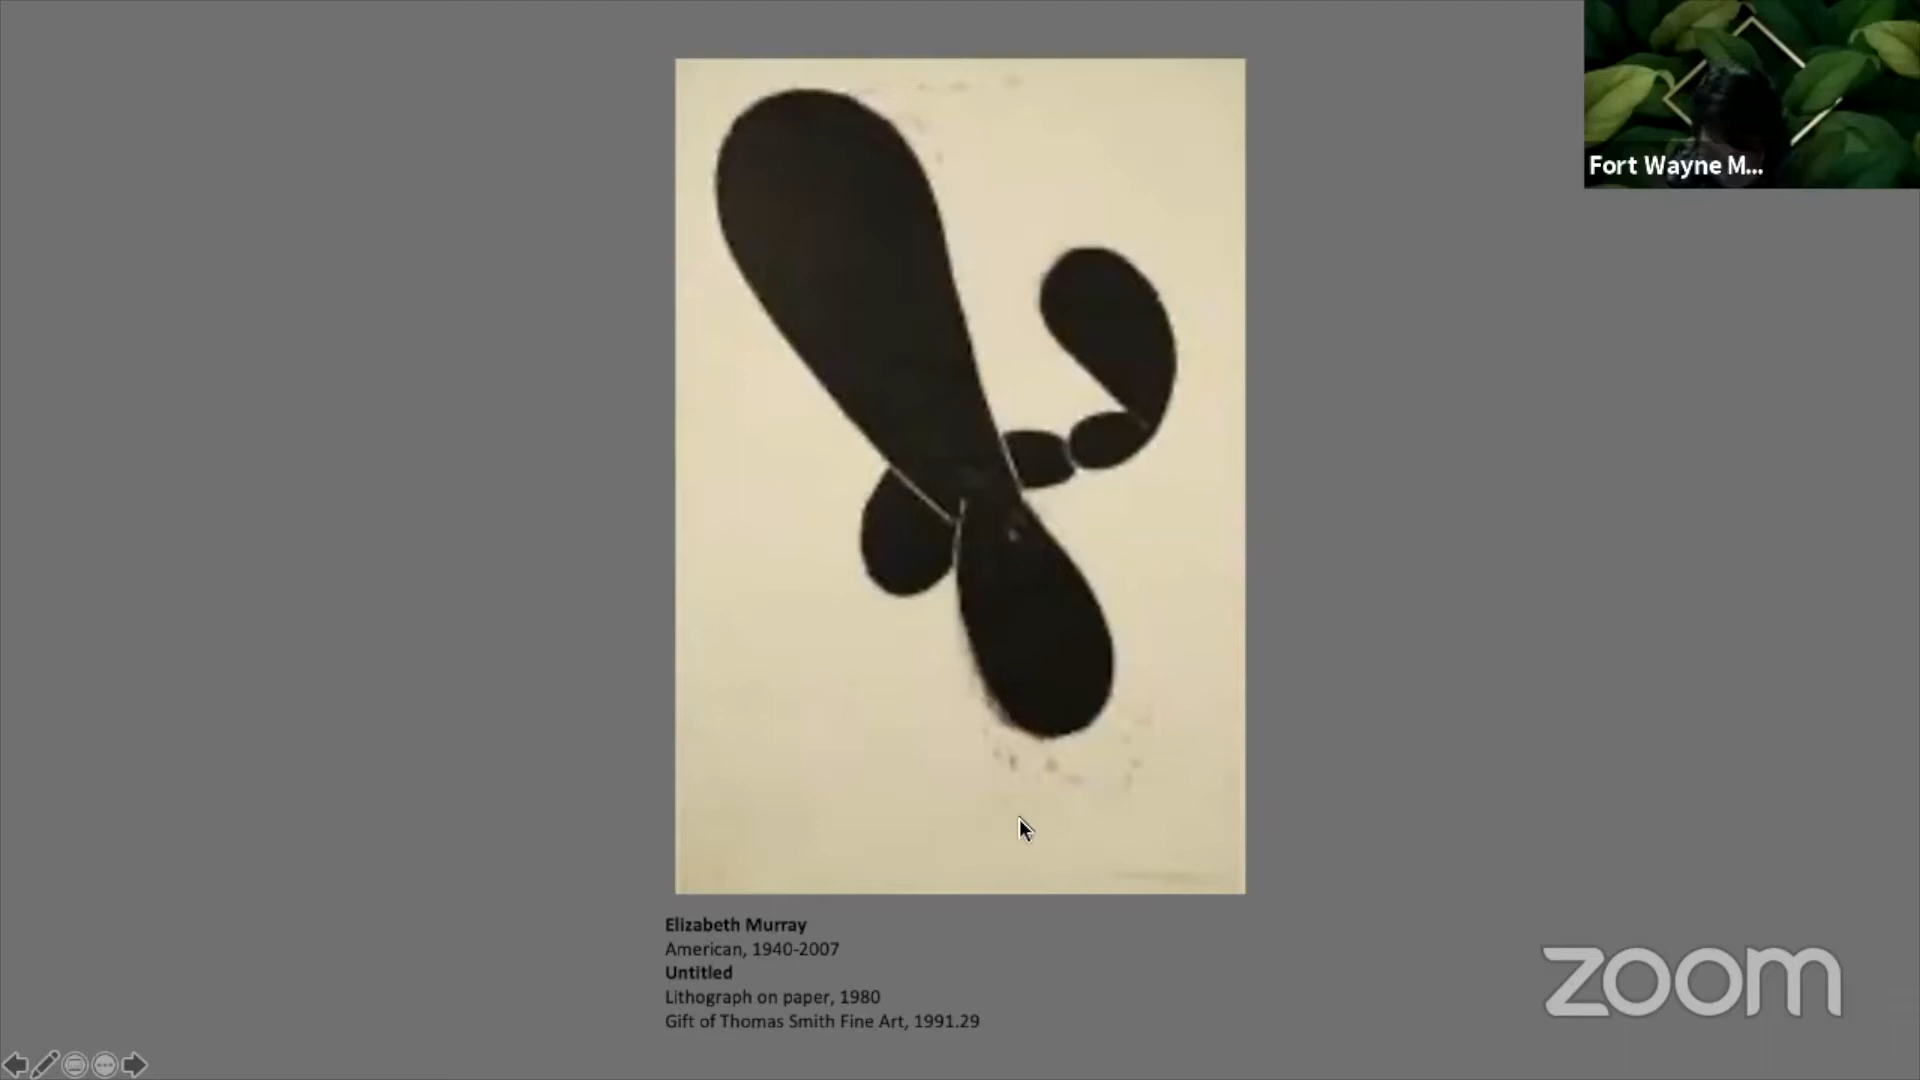 Fort Wayne M...
Elizabeth Murray
American, 1940-2007
Untitled
Lithograph on paper, 1980
Gift of Thomas Smith Fine Art, 1991.29
zoom